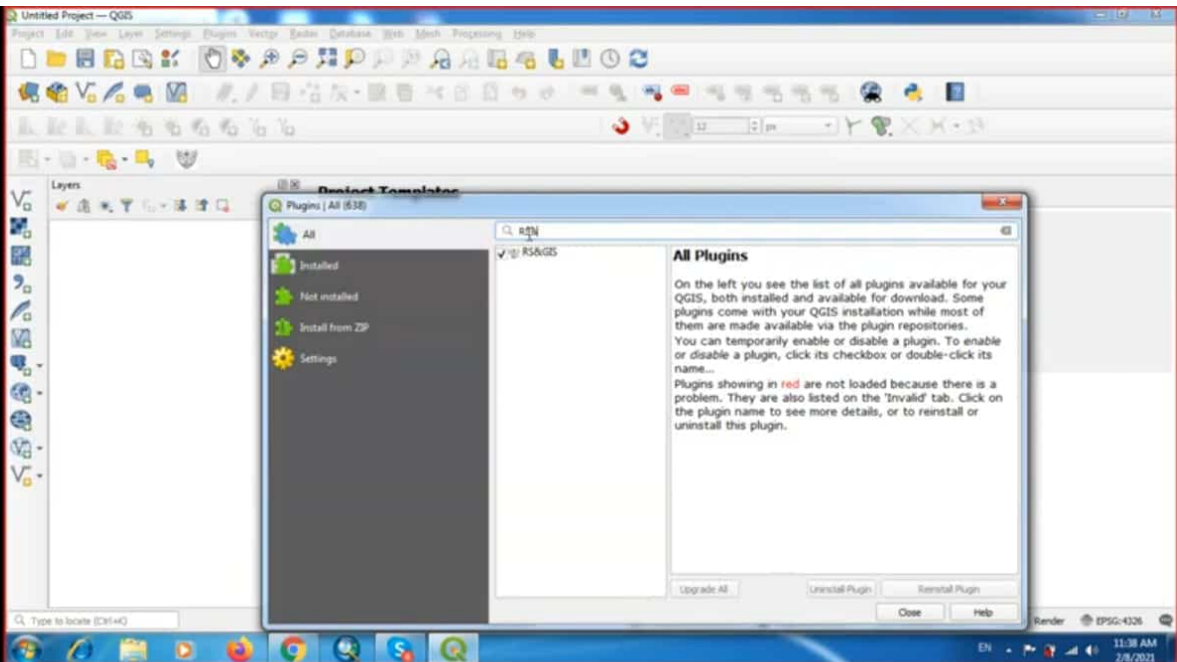 Untitled Project — QGIS
Project Edit View Layer Settings Plugins Vector Raster Database Web Mesh Processing Help
12 px
Layers
Project Templates
Plugins | All (638)
All
Installed
Not installed
Install from ZIP
Settings
RS&GIS
All Plugins
On the left you see the list of all plugins available for your
QGIS, both installed and available for download. Some
plugins come with your QGIS installation while most of
them are made available via the plugin repositories.
You can temporarily enable or disable a plugin. To enable
or disable a plugin, click its checkbox or double-click its
name...
Plugins showing in red are not loaded because there is a
problem. They are also listed on the 'Invalid' tab. Click on
the plugin name to see more details, or to reinstall or
uninstall this plugin.
Upgrade All Uninstall Plugin Reinstall Plugin
Close Help
Type to locate (Ctrl+K) Render EPSG:4326
EN 11:38 AM
2/8/2021